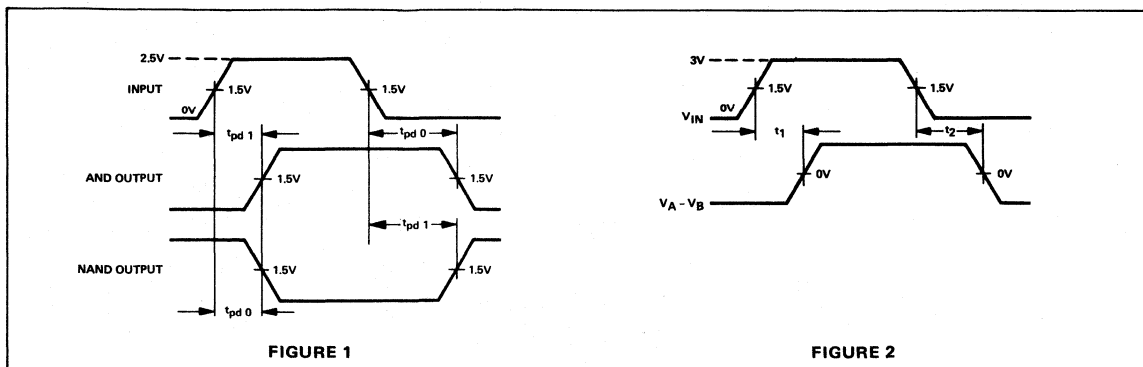 2.5V
INPUT
0V
1.5V
1.5V
tpd 1
tpd 0
AND OUTPUT
1.5V
1.5V
tpd 1
NAND OUTPUT
1.5V
1.5V
tpd 0
FIGURE 1
3V
0V
VIN
1.5V
1.5V
t1
t2
VA - VB
0V
0V
FIGURE 2